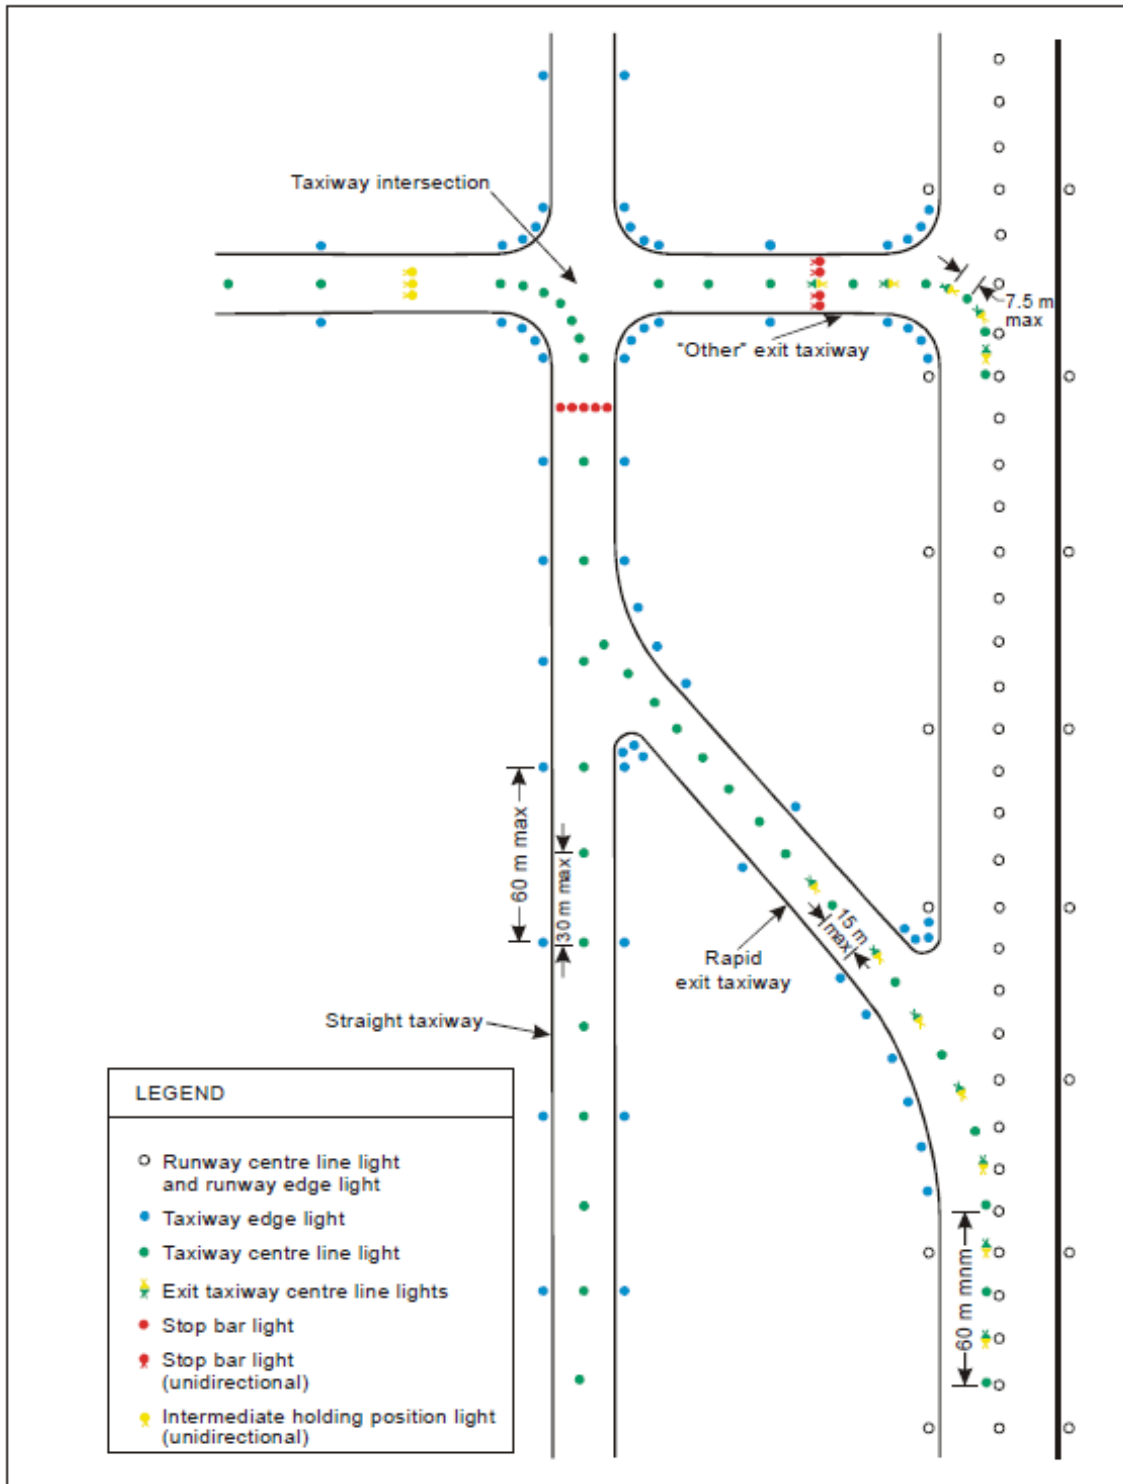 Taxiway intersection
7.5 m
max
"Other" exit taxiway
60 m max
30 m max
15 m
max
Rapid
exit taxiway
Straight taxiway
60 m mnm
LEGEND
Runway centre line light
and runway edge light
Taxiway edge light
Taxiway centre line light
Exit taxiway centre line lights
Stop bar light
Stop bar light
(unidirectional)
Intermediate holding position light
(unidirectional)